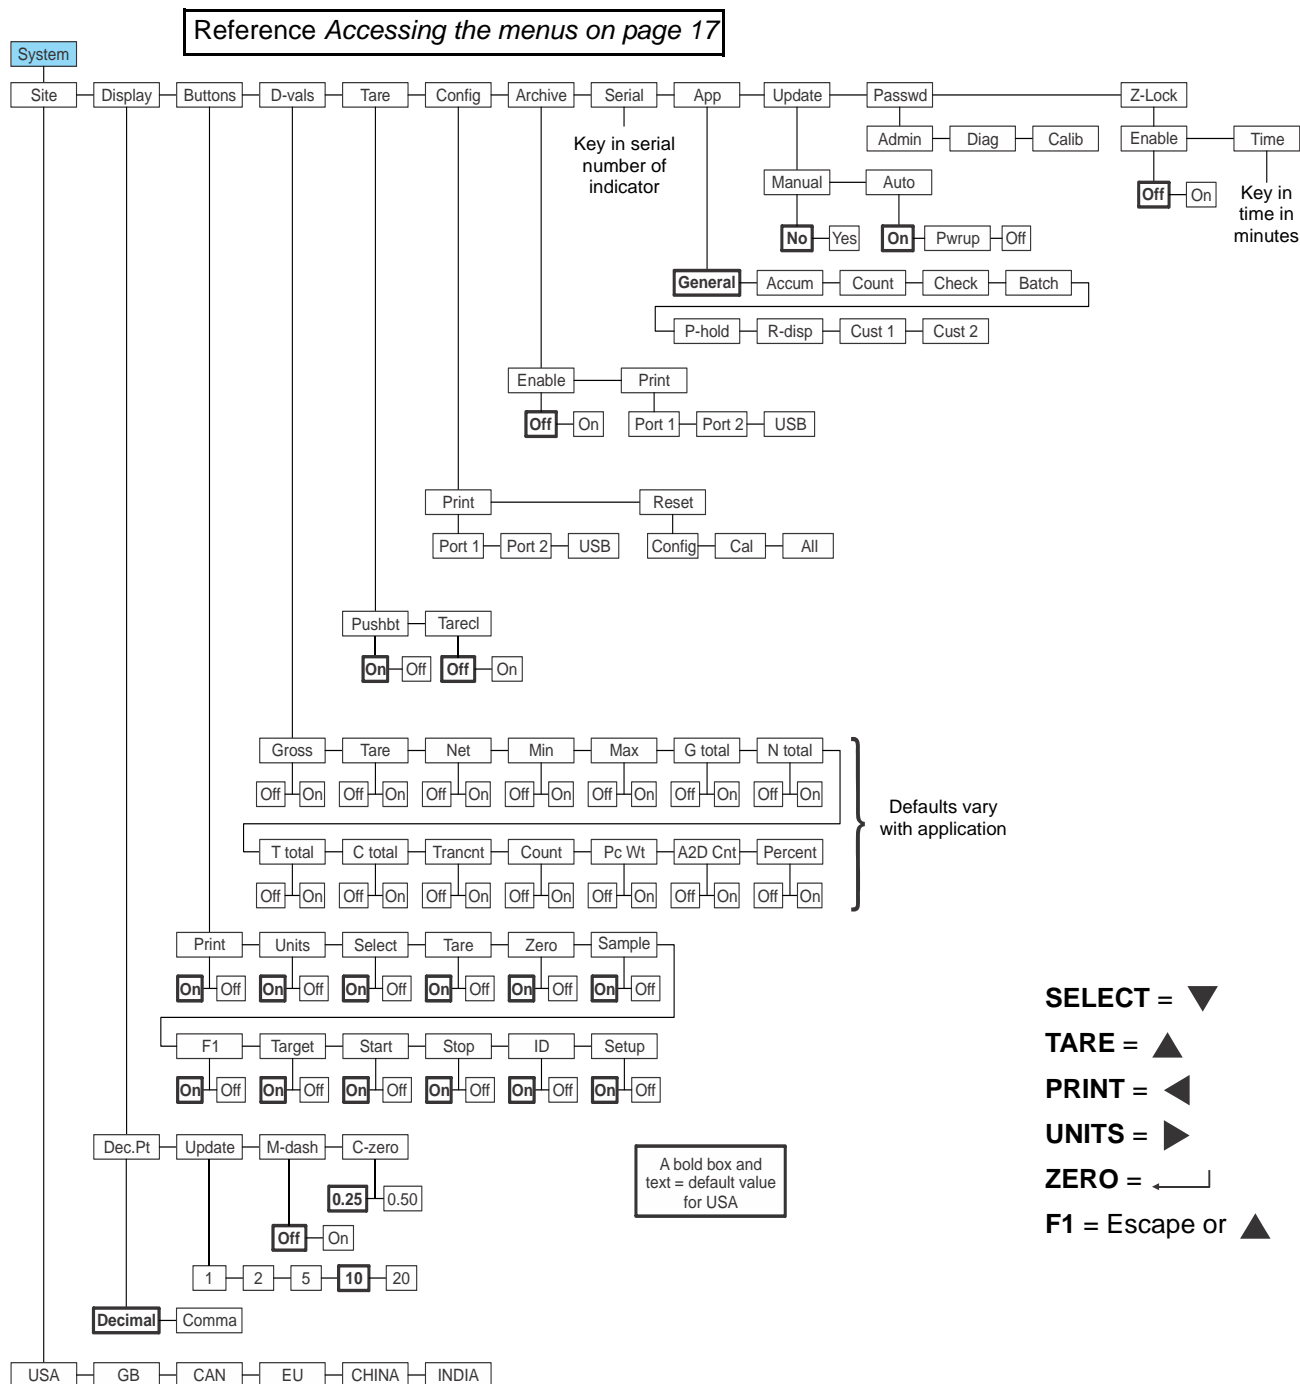 Reference Accessing the menus on page 17
System
Site Display Buttons D-vals Tare Config Archive Serial App Update Passwd Z-Lock
Key in serial
number of
indicator
Admin Diag Calib
Enable Time
Manual Auto
Off On
Key in
time in
minutes
No Yes
On Pwrup Off
General Accum Count Check Batch
P-hold R-disp Cust 1 Cust 2
Enable Print
Off On
Port 1 Port 2 USB
Print Reset
Port 1 Port 2 USB
Config Cal All
Pushbt Tarecl
On Off
Off On
Gross Tare Net Min Max G total N total
Off On Off On Off On Off On Off On Off On Off On
Defaults vary
with application
T total C total Trancnt Count Pc Wt A2D Cnt Percent
Off On Off On Off On Off On Off On Off On Off On
Print Units Select Tare Zero Sample
On Off On Off On Off On Off On Off On Off
F1 Target Start Stop ID Setup
On Off On Off On Off On Off On Off On Off
SELECT =
TARE =
PRINT =
UNITS =
ZERO =
F1 = Escape or
Dec.Pt Update M-dash C-zero
A bold box and
text = default value
for USA
0.25 0.50
Off On
1 2 5 10 20
Decimal Comma
USA GB CAN EU CHINA INDIA